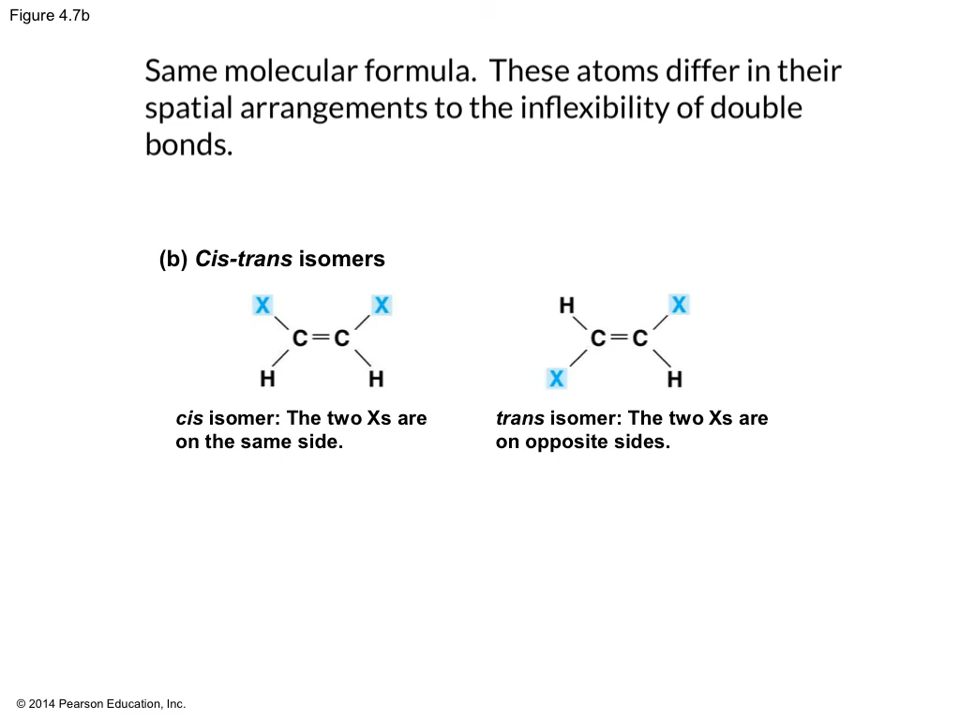 Figure 4.7b
Same molecular formula.  These atoms differ in their
spatial arrangements to the inflexibility of double
bonds.
(b) Cis-trans isomers
X X H X
C=C C=C
H H X H
cis isomer: The two Xs are
on the same side.
trans isomer: The two Xs are
on opposite sides.
© 2014 Pearson Education, Inc.